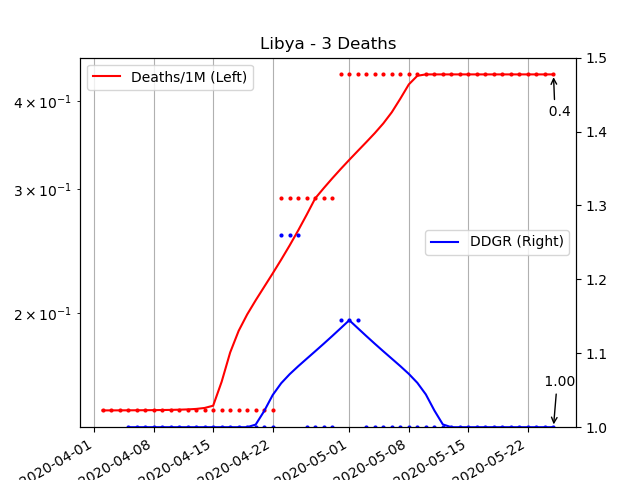 Libya - 3 Deaths
Deaths/1M (Left)
DDGR (Right)
4 × 10⁻¹
3 × 10⁻¹
2 × 10⁻¹
1.5
1.4
1.3
1.2
1.1
1.0
0.4
1.00
2020-04-01
2020-04-08
2020-04-15
2020-04-22
2020-05-01
2020-05-08
2020-05-15
2020-05-22